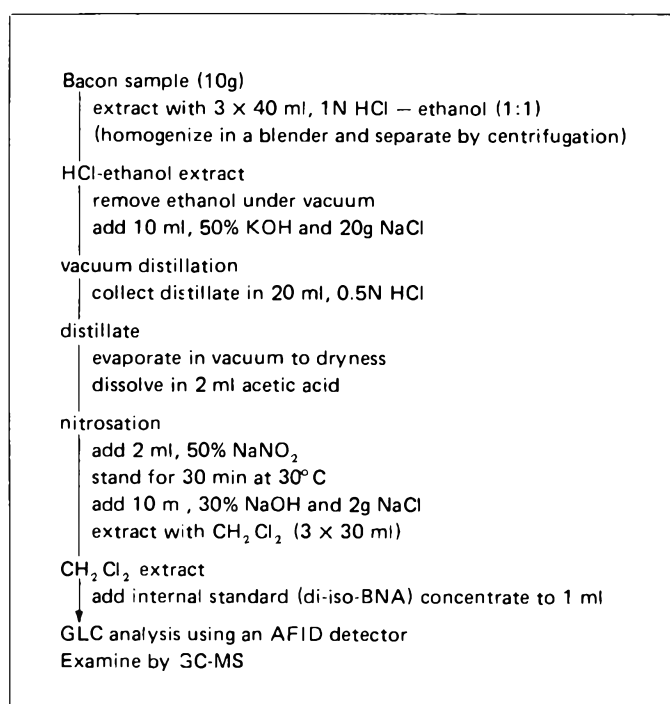 Bacon sample (10g)
extract with 3 × 40 ml, 1N HCl – ethanol (1:1)
(homogenize in a blender and separate by centrifugation)
HCl-ethanol extract
remove ethanol under vacuum
add 10 ml, 50% KOH and 20g NaCl
vacuum distillation
collect distillate in 20 ml, 0.5N HCl
distillate
evaporate in vacuum to dryness
dissolve in 2 ml acetic acid
nitrosation
add 2 ml, 50% NaNO₂
stand for 30 min at 30°C
add 10 m , 30% NaOH and 2g NaCl
extract with CH₂Cl₂ (3 × 30 ml)
CH₂Cl₂ extract
add internal standard (di-iso-BNA) concentrate to 1 ml
GLC analysis using an AFID detector
Examine by GC-MS